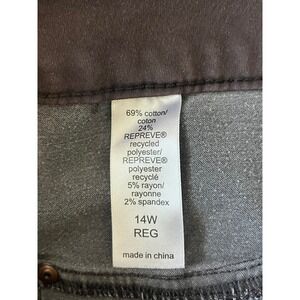 69% cotton/
coton
24%
REPREVE®
recycled
polyester/
REPREVE®
polyester
recyclé
5% rayon/
rayonne
2% spandex
14W
REG
made in china